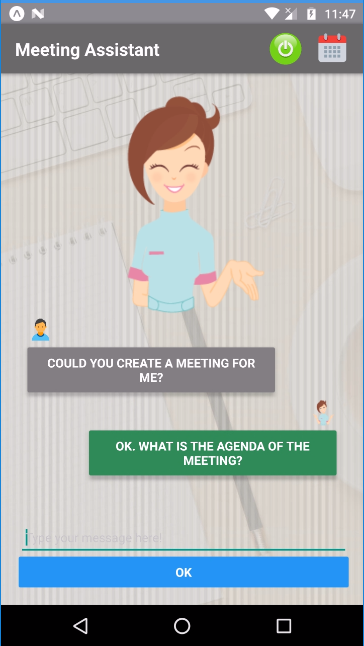 11:47
Meeting Assistant
COULD YOU CREATE A MEETING FOR
ME?
OK. WHAT IS THE AGENDA OF THE
MEETING?
Type your message here!
OK